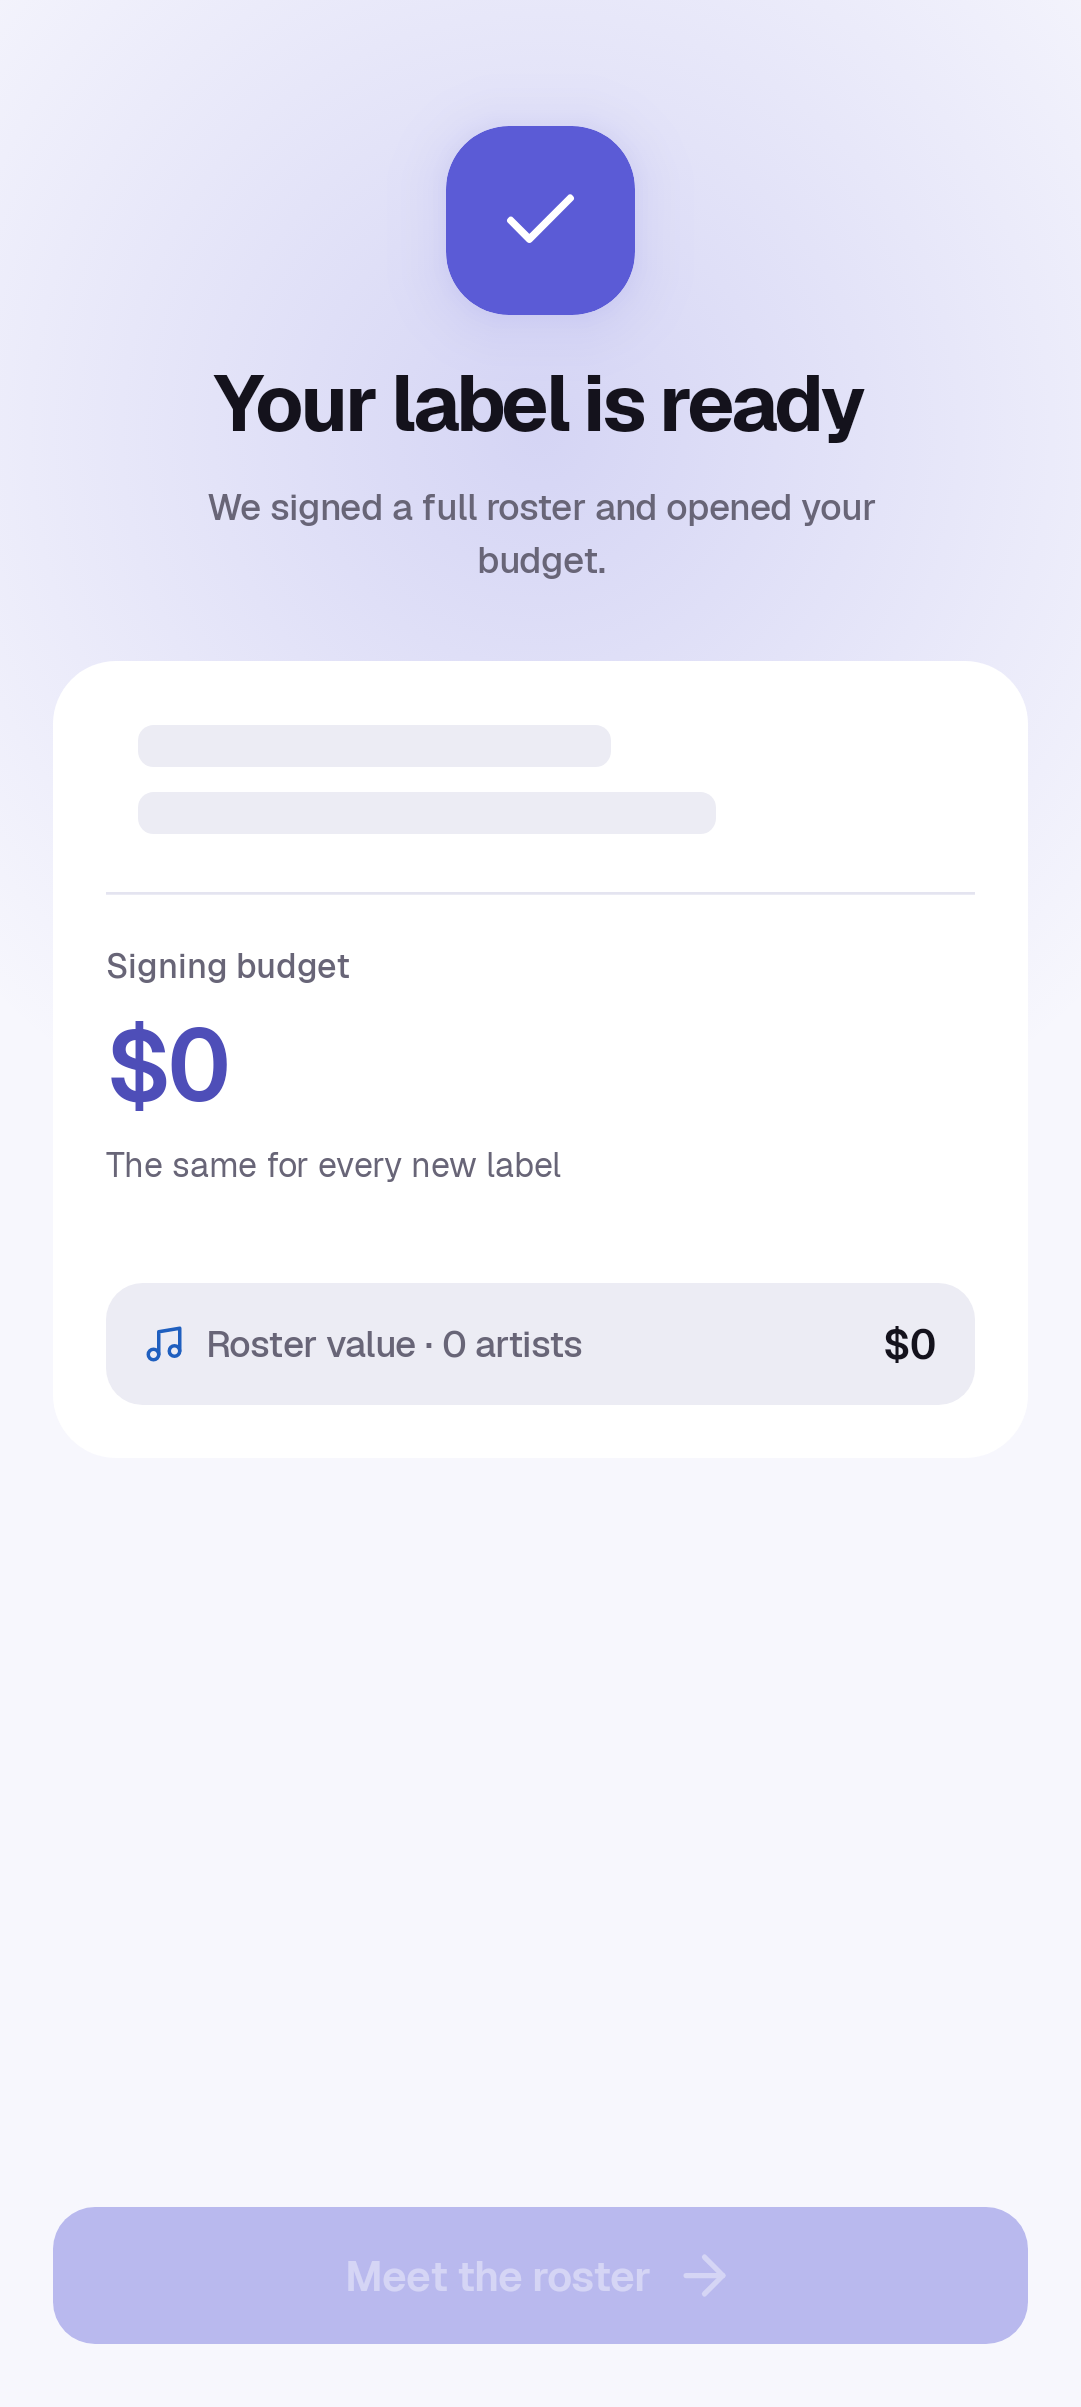 Your label is ready
We signed a full roster and opened your
budget.
Signing budget
$0
The same for every new label
Roster value · 0 artists
$0
Meet the roster